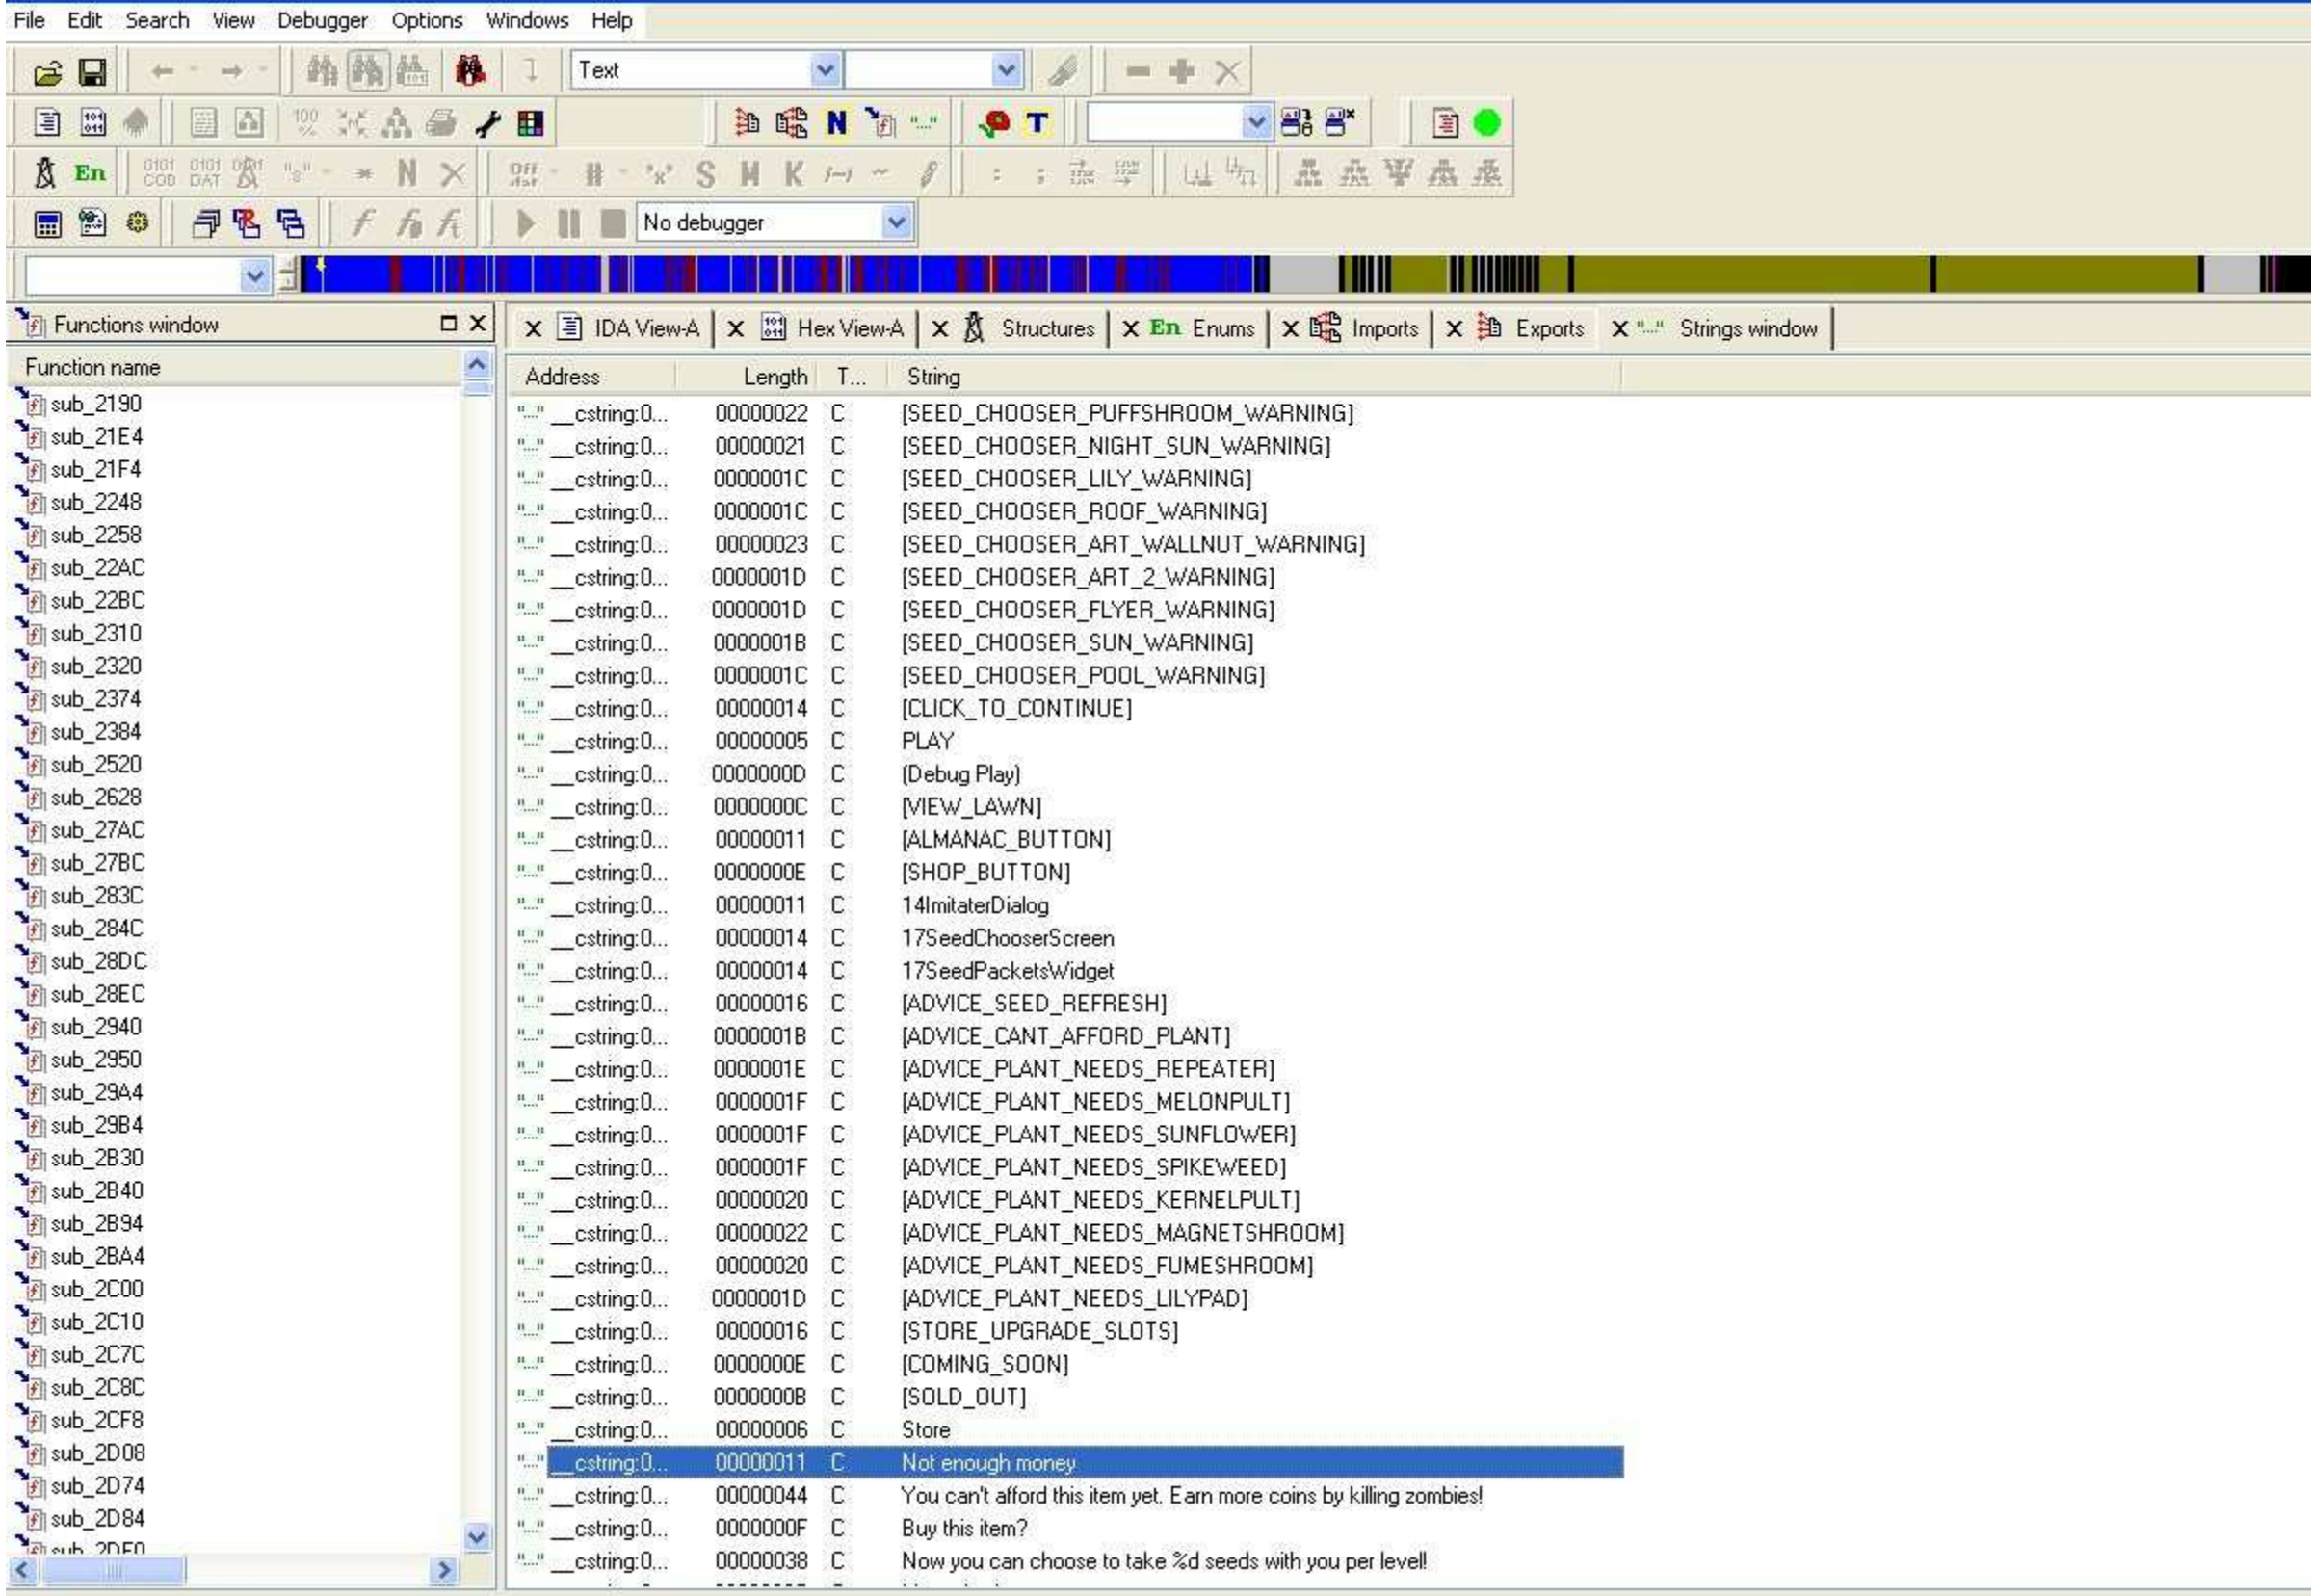 File Edit Search View Debugger Options Windows Help
Text
En N S M K
No debugger
Functions window
IDA View-A Hex View-A Structures En Enums Imports Exports Strings window
Function name
sub_2190
sub_21E4
sub_21F4
sub_2248
sub_2258
sub_22AC
sub_22BC
sub_2310
sub_2320
sub_2374
sub_2384
sub_2520
sub_2628
sub_27AC
sub_27BC
sub_283C
sub_284C
sub_28DC
sub_28EC
sub_2940
sub_2950
sub_29A4
sub_29B4
sub_2B30
sub_2B40
sub_2B94
sub_2BA4
sub_2C00
sub_2C10
sub_2C7C
sub_2C8C
sub_2CF8
sub_2D08
sub_2D74
sub_2D84
Address Length T... String
__cstring:0... 00000022 C [SEED_CHOOSER_PUFFSHROOM_WARNING]
__cstring:0... 00000021 C [SEED_CHOOSER_NIGHT_SUN_WARNING]
__cstring:0... 0000001C C [SEED_CHOOSER_LILY_WARNING]
__cstring:0... 0000001C C [SEED_CHOOSER_ROOF_WARNING]
__cstring:0... 00000023 C [SEED_CHOOSER_ART_WALLNUT_WARNING]
__cstring:0... 0000001D C [SEED_CHOOSER_ART_2_WARNING]
__cstring:0... 0000001D C [SEED_CHOOSER_FLYER_WARNING]
__cstring:0... 0000001B C [SEED_CHOOSER_SUN_WARNING]
__cstring:0... 0000001C C [SEED_CHOOSER_POOL_WARNING]
__cstring:0... 00000014 C [CLICK_TO_CONTINUE]
__cstring:0... 00000005 C PLAY
__cstring:0... 0000000D C (Debug Play)
__cstring:0... 0000000C C [VIEW_LAWN]
__cstring:0... 00000011 C [ALMANAC_BUTTON]
__cstring:0... 0000000E C [SHOP_BUTTON]
__cstring:0... 00000011 C 14ImitaterDialog
__cstring:0... 00000014 C 17SeedChooserScreen
__cstring:0... 00000014 C 17SeedPacketsWidget
__cstring:0... 00000016 C [ADVICE_SEED_REFRESH]
__cstring:0... 0000001B C [ADVICE_CANT_AFFORD_PLANT]
__cstring:0... 0000001E C [ADVICE_PLANT_NEEDS_REPEATER]
__cstring:0... 0000001F C [ADVICE_PLANT_NEEDS_MELONPULT]
__cstring:0... 0000001F C [ADVICE_PLANT_NEEDS_SUNFLOWER]
__cstring:0... 0000001F C [ADVICE_PLANT_NEEDS_SPIKEWEED]
__cstring:0... 00000020 C [ADVICE_PLANT_NEEDS_KERNELPULT]
__cstring:0... 00000022 C [ADVICE_PLANT_NEEDS_MAGNETSHROOM]
__cstring:0... 00000020 C [ADVICE_PLANT_NEEDS_FUMESHROOM]
__cstring:0... 0000001D C [ADVICE_PLANT_NEEDS_LILYPAD]
__cstring:0... 00000016 C [STORE_UPGRADE_SLOTS]
__cstring:0... 0000000E C [COMING_SOON]
__cstring:0... 0000000B C [SOLD_OUT]
__cstring:0... 00000006 C Store
__cstring:0... 00000011 C Not enough money
__cstring:0... 00000044 C You can't afford this item yet. Earn more coins by killing zombies!
__cstring:0... 0000000F C Buy this item?
__cstring:0... 00000038 C Now you can choose to take %d seeds with you per level!